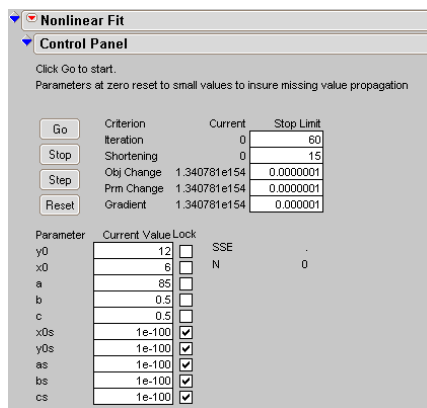 Nonlinear Fit
Control Panel
Click Go to start.
Parameters at zero reset to small values to insure missing value propagation
Go
Stop
Step
Reset
Criterion Current Stop Limit
Iteration 0 60
Shortening 0 15
Obj Change 1.340781e154 0.0000001
Prm Change 1.340781e154 0.0000001
Gradient 1.340781e154 0.0000001
Parameter Current Value Lock
y0 12
x0 6
a 85
b 0.5
c 0.5
x0s 1e-100
y0s 1e-100
as 1e-100
bs 1e-100
cs 1e-100
SSE .
N 0